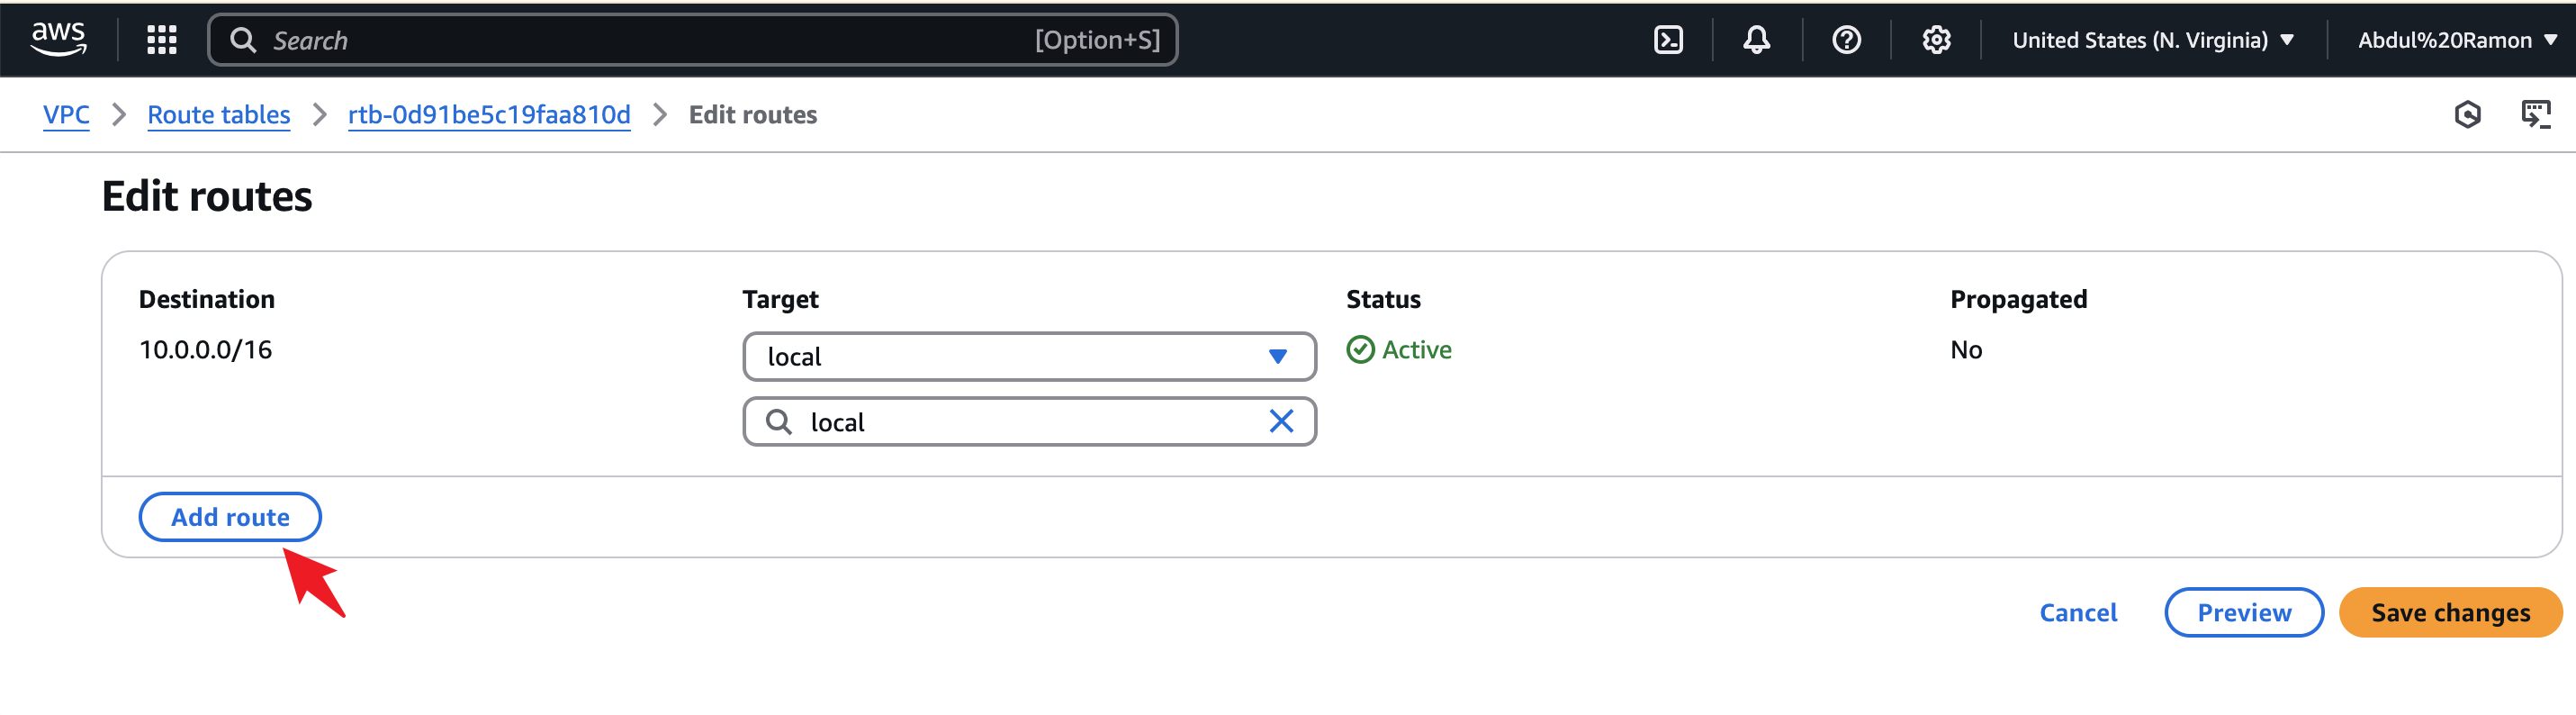 aws
Search [Option+S] United States (N. Virginia) Abdul%20Ramon
VPC Route tables rtb-0d91be5c19faa810d Edit routes
Edit routes
Destination Target Status Propagated
10.0.0.0/16 local Active No
local
Add route
Cancel Preview Save changes